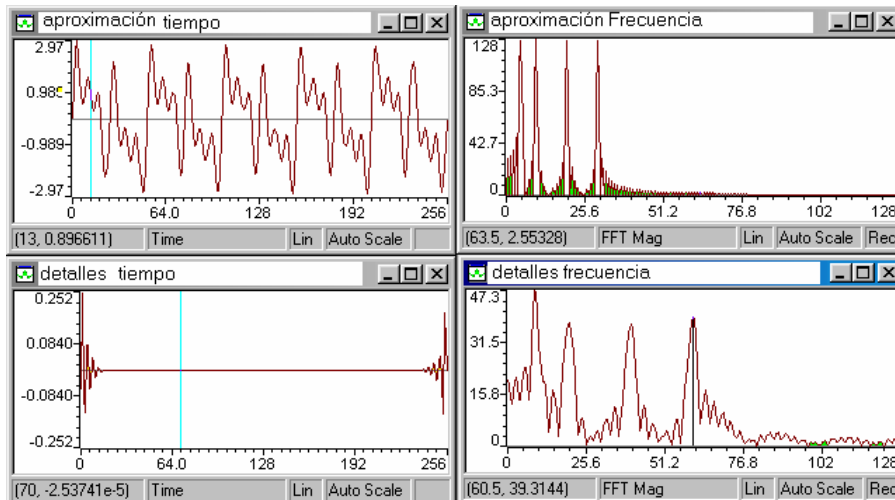 aproximación tiempo
2.97
0.985
-0.989
-2.97
0 64.0 128 192 256
(13, 0.896611) Time Lin Auto Scale
aproximación Frecuencia
128.
85.3
42.7
0.
0 25.6 51.2 76.8 102 128
(63.5, 2.55328) FFT Mag Lin Auto Scale Rec
detalles tiempo
0.252
0.0840
-0.0840
-0.252
0 64.0 128 192 256
(70, -2.53741e-5) Time Lin Auto Scale
detalles frecuencia
47.3
31.5
15.8
0.
0 25.6 51.2 76.8 102 128
(60.5, 39.3144) FFT Mag Lin Auto Scale Rec